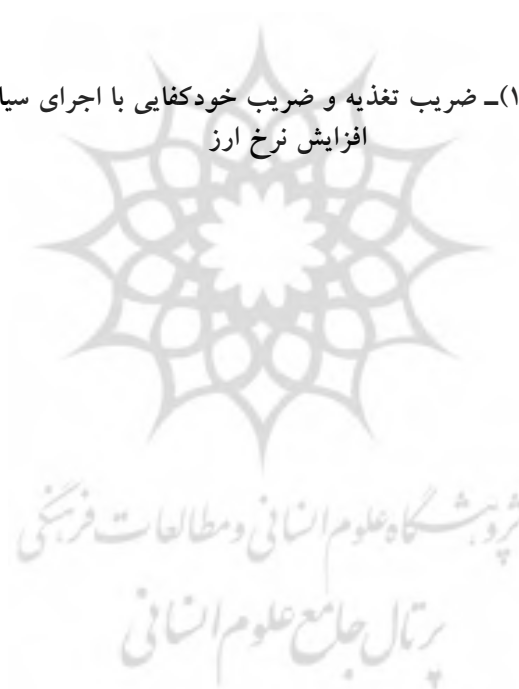 ۱)ـ ضریب تغذیه و ضریب خودکفایی با اجرای
افزایش نرخ ارز
پژوهشگاه علوم انسانی و مطالعات فرهنگی
پرتال جامع علوم انسانی